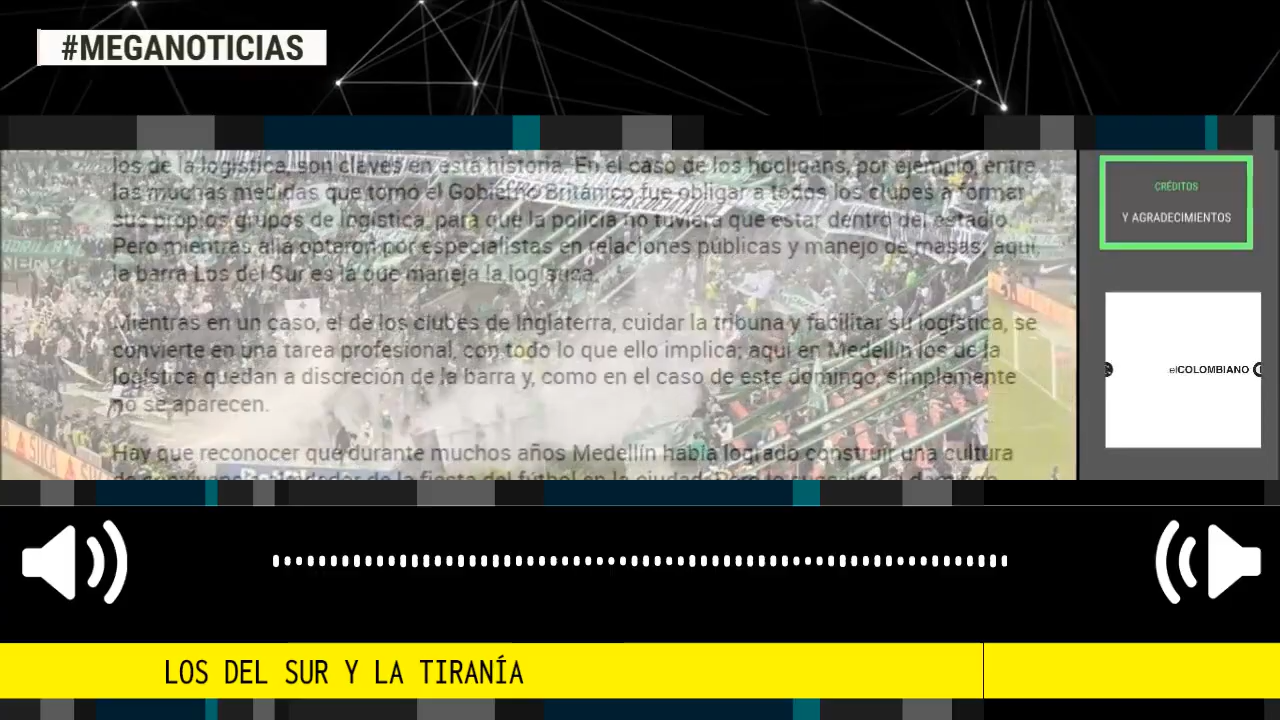 #MEGANOTICIAS
los de la logística, son claves en esta historia. En el caso de los hooligans, por ejemplo, entre
las muchas medidas que tomó el Gobierno Británico fue obligar a todos los clubes a formar
sus propios grupos de logística, para que la policía no tuviera que estar dentro del estadio.
Pero mientras allá optaron por especialistas en relaciones públicas y manejo de masas, aquí,
la barra Los del Sur es la que maneja la logística.
Mientras en un caso, el de los clubes de Inglaterra, cuidar la tribuna y facilitar su logística, se
convierte en una tarea profesional, con todo lo que ello implica; aquí en Medellín los de la
logística quedan a discreción de la barra y, como en el caso de este domingo, simplemente
no se aparecen.
Hay que reconocer que durante muchos años Medellín había logrado construir una cultura
CRÉDITOS
Y AGRADECIMIENTOS
elCOLOMBIANO
SIKA
LOS DEL SUR Y LA TIRANÍA